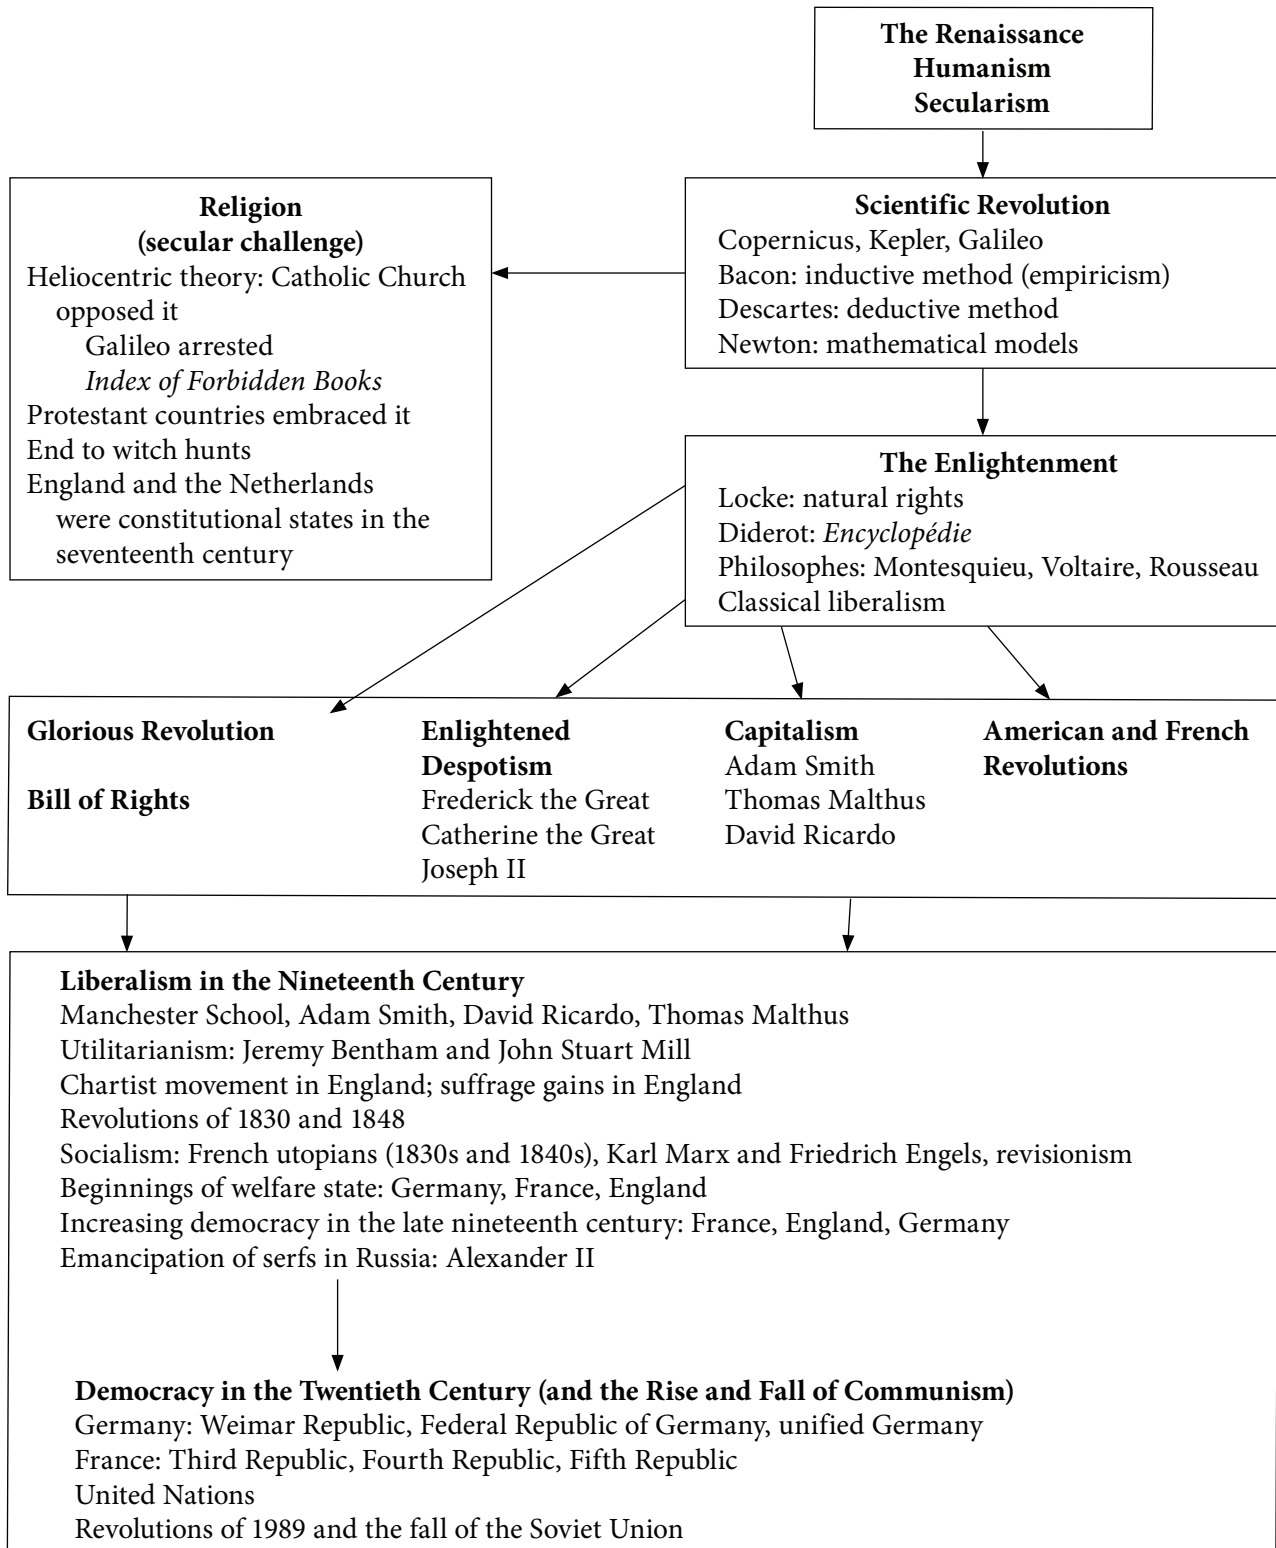 The Renaissance
Humanism
Secularism
Religion
(secular challenge)
Heliocentric theory: Catholic Church
opposed it
Galileo arrested
Index of Forbidden Books
Protestant countries embraced it
End to witch hunts
England and the Netherlands
were constitutional states in the
seventeenth century
Scientific Revolution
Copernicus, Kepler, Galileo
Bacon: inductive method (empiricism)
Descartes: deductive method
Newton: mathematical models
The Enlightenment
Locke: natural rights
Diderot: Encyclopédie
Philosophes: Montesquieu, Voltaire, Rousseau
Classical liberalism
Glorious Revolution
Bill of Rights
Enlightened
Despotism
Frederick the Great
Catherine the Great
Joseph II
Capitalism
Adam Smith
Thomas Malthus
David Ricardo
American and French
Revolutions
Liberalism in the Nineteenth Century
Manchester School, Adam Smith, David Ricardo, Thomas Malthus
Utilitarianism: Jeremy Bentham and John Stuart Mill
Chartist movement in England; suffrage gains in England
Revolutions of 1830 and 1848
Socialism: French utopians (1830s and 1840s), Karl Marx and Friedrich Engels, revisionism
Beginnings of welfare state: Germany, France, England
Increasing democracy in the late nineteenth century: France, England, Germany
Emancipation of serfs in Russia: Alexander II
Democracy in the Twentieth Century (and the Rise and Fall of Communism)
Germany: Weimar Republic, Federal Republic of Germany, unified Germany
France: Third Republic, Fourth Republic, Fifth Republic
United Nations
Revolutions of 1989 and the fall of the Soviet Union